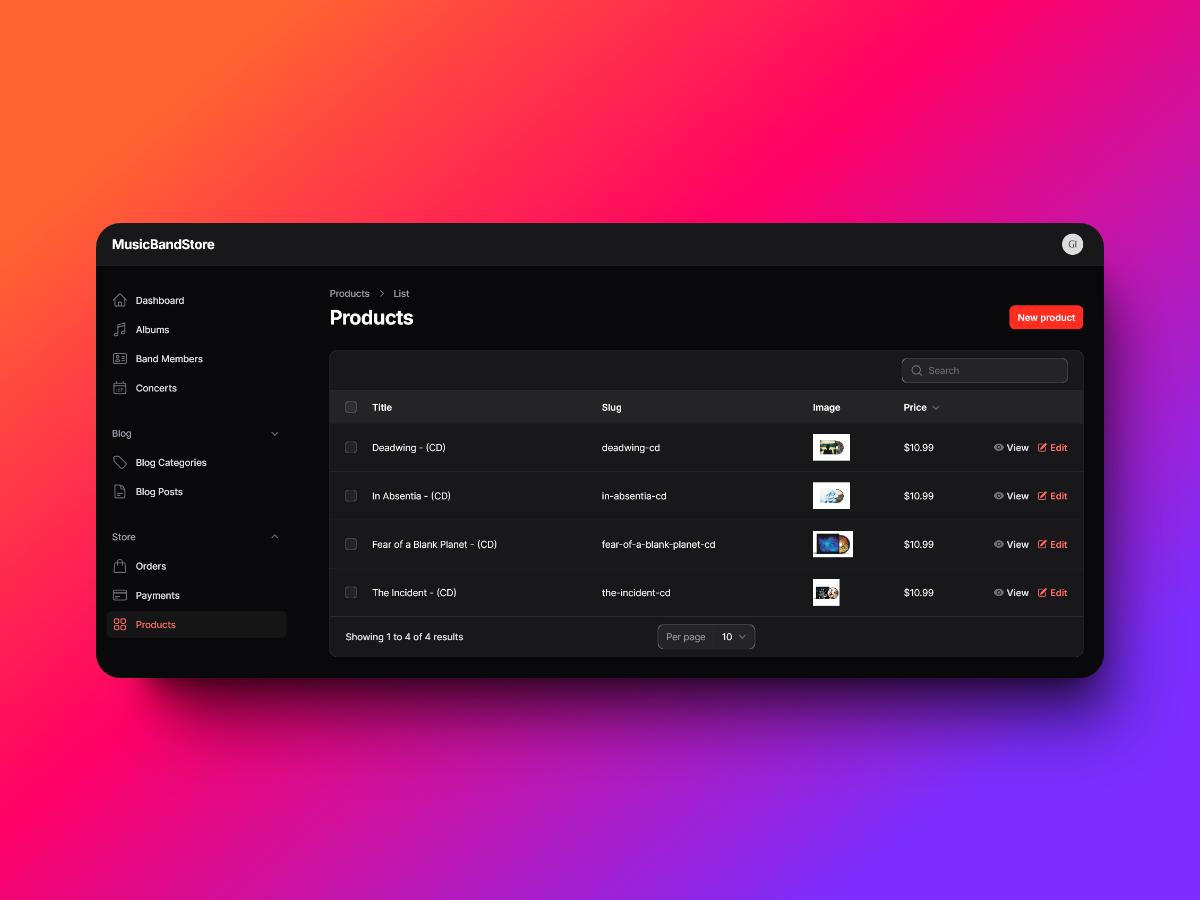 MusicBandStore
GI
Dashboard
Albums
Band Members
Concerts
Blog
Blog Categories
Blog Posts
Store
Orders
Payments
Products
Products > List
Products
New product
Search
Title Slug Image Price
Deadwing - (CD) deadwing-cd $10.99 View Edit
In Absentia - (CD) in-absentia-cd $10.99 View Edit
Fear of a Blank Planet - (CD) fear-of-a-blank-planet-cd $10.99 View Edit
The Incident - (CD) the-incident-cd $10.99 View Edit
Showing 1 to 4 of 4 results Per page 10